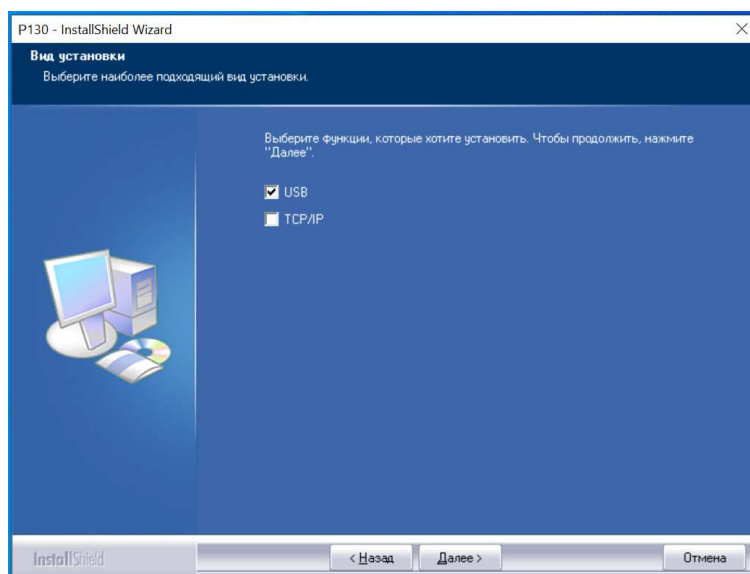 P130 - InstallShield Wizard
Вид установки
Выберите наиболее подходящий вид установки.
Выберите функции, которые хотите установить. Чтобы продолжить, нажмите
"Далее".
USB
TCP/IP
InstallShield
< Назад
Далее >
Отмена